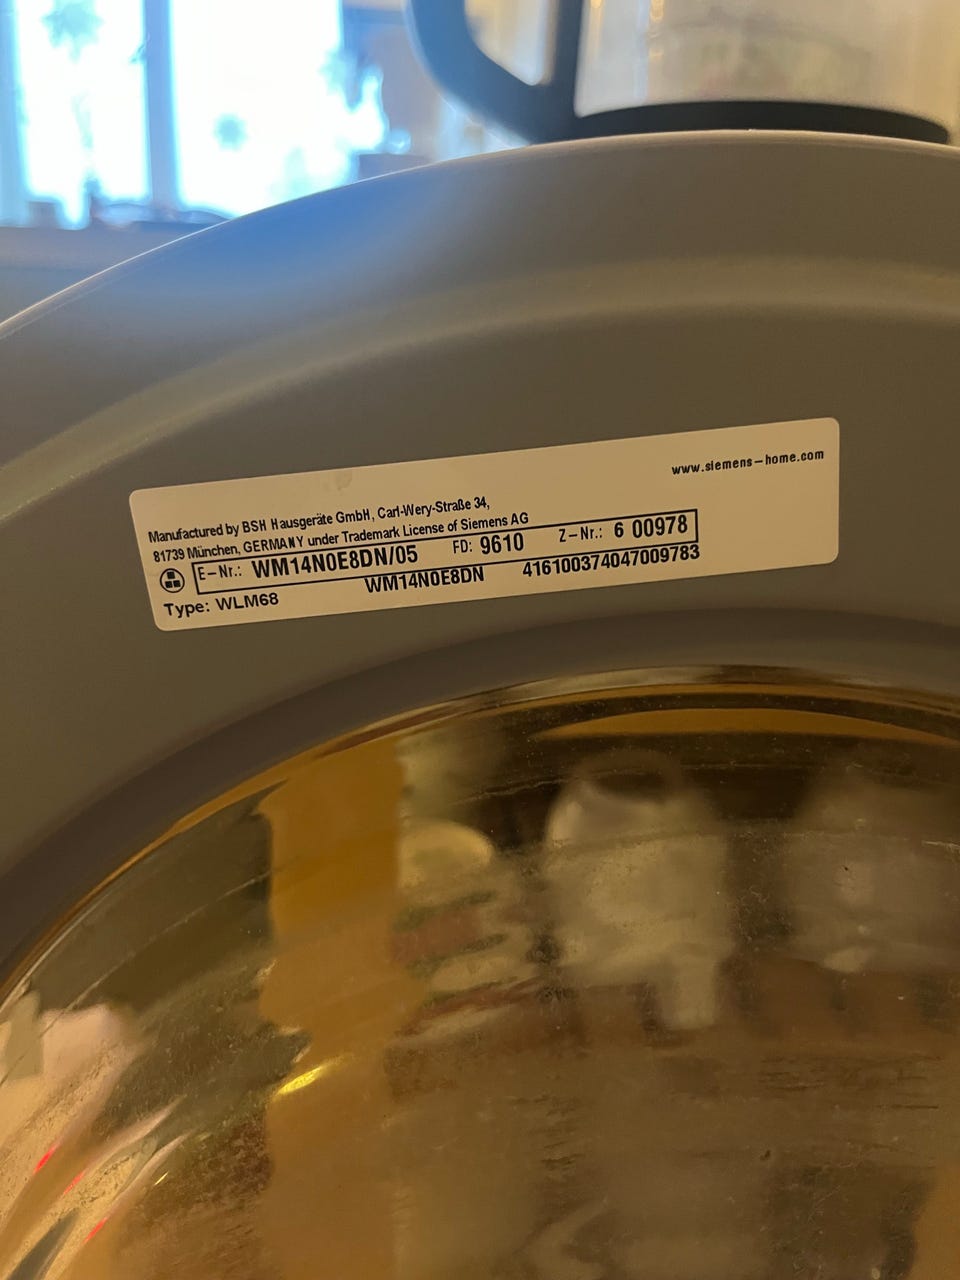 www.siemens-home.com
Manufactured by BSH Hausgeräte GmbH, Carl-Wery-Straße 34,
81739 München, GERMANY under Trademark License of Siemens AG
E-Nr.: WM14N0E8DN/05 FD: 9610 Z-Nr.: 6 00978
Type: WLM68 WM14N0E8DN 416100374047009783